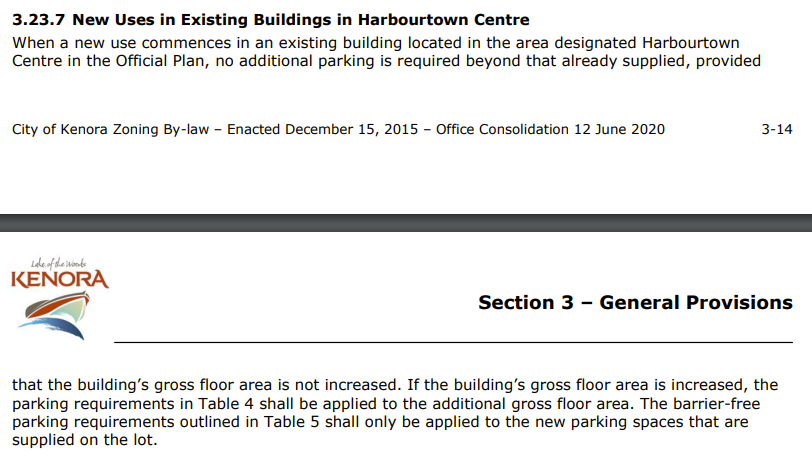 3.23.7 New Uses in Existing Buildings in Harbourtown Centre
When a new use commences in an existing building located in the area designated Harbourtown
Centre in the Official Plan, no additional parking is required beyond that already supplied, provided
City of Kenora Zoning By-law – Enacted December 15, 2015 – Office Consolidation 12 June 2020 3-14
Lake of the Woods
KENORA
Section 3 – General Provisions
that the building’s gross floor area is not increased. If the building’s gross floor area is increased, the
parking requirements in Table 4 shall be applied to the additional gross floor area. The barrier-free
parking requirements outlined in Table 5 shall only be applied to the new parking spaces that are
supplied on the lot.